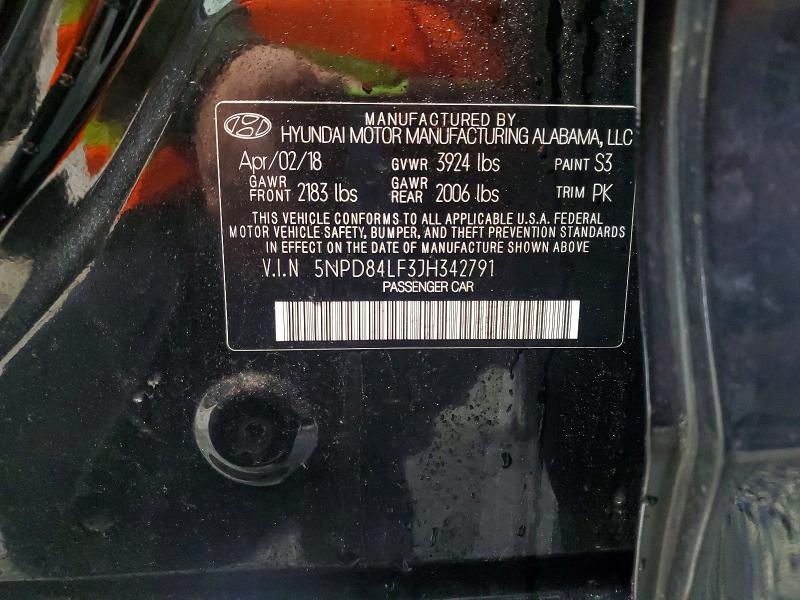 MANUFACTURED BY
HYUNDAI MOTOR MANUFACTURING ALABAMA, LLC
Apr/02/18 GVWR 3924 lbs PAINT S3
GAWR FRONT 2183 lbs GAWR REAR 2006 lbs TRIM PK
THIS VEHICLE CONFORMS TO ALL APPLICABLE U.S.A. FEDERAL
MOTOR VEHICLE SAFETY, BUMPER, AND THEFT PREVENTION STANDARDS
IN EFFECT ON THE DATE OF MANUFACTURE SHOWN ABOVE
V.I.N 5NPD84LF3JH342791
PASSENGER CAR